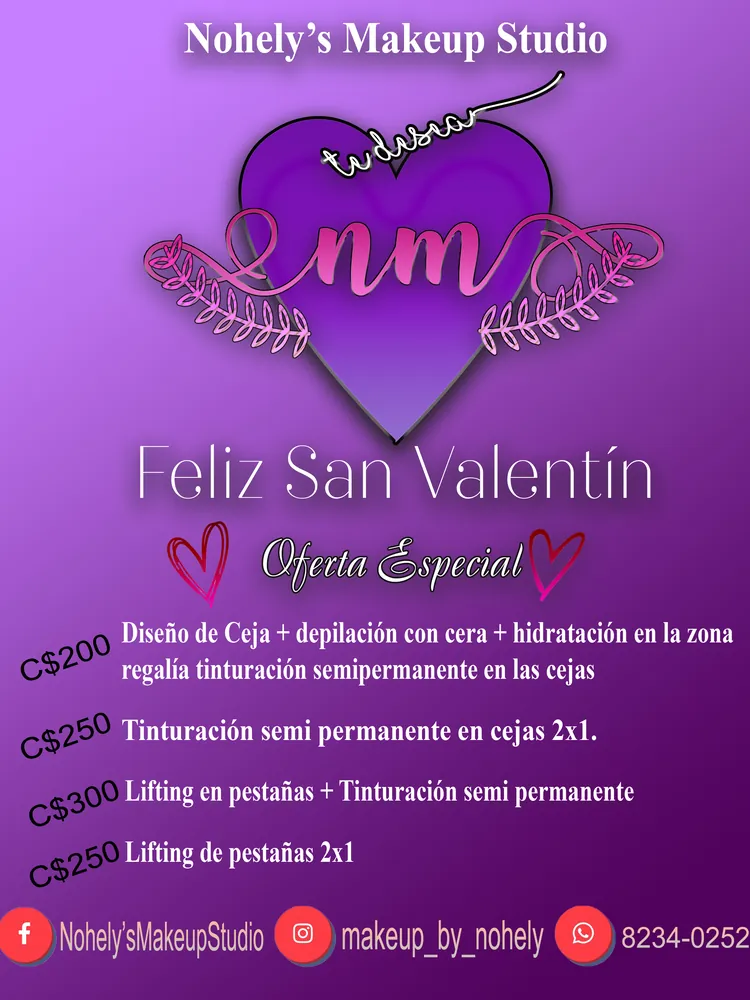 Nohely’s Makeup Studio
te desea
nm
Feliz San Valentín
Oferta Especial
C$200 Diseño de Ceja + depilación con cera + hidratación en la zona
regalía tinturación semipermanente en las cejas
C$250 Tinturación semi permanente en cejas 2x1.
C$300 Lifting en pestañas + Tinturación semi permanente
C$250 Lifting de pestañas 2x1
Nohely’sMakeupStudio makeup_by_nohely 8234-0252